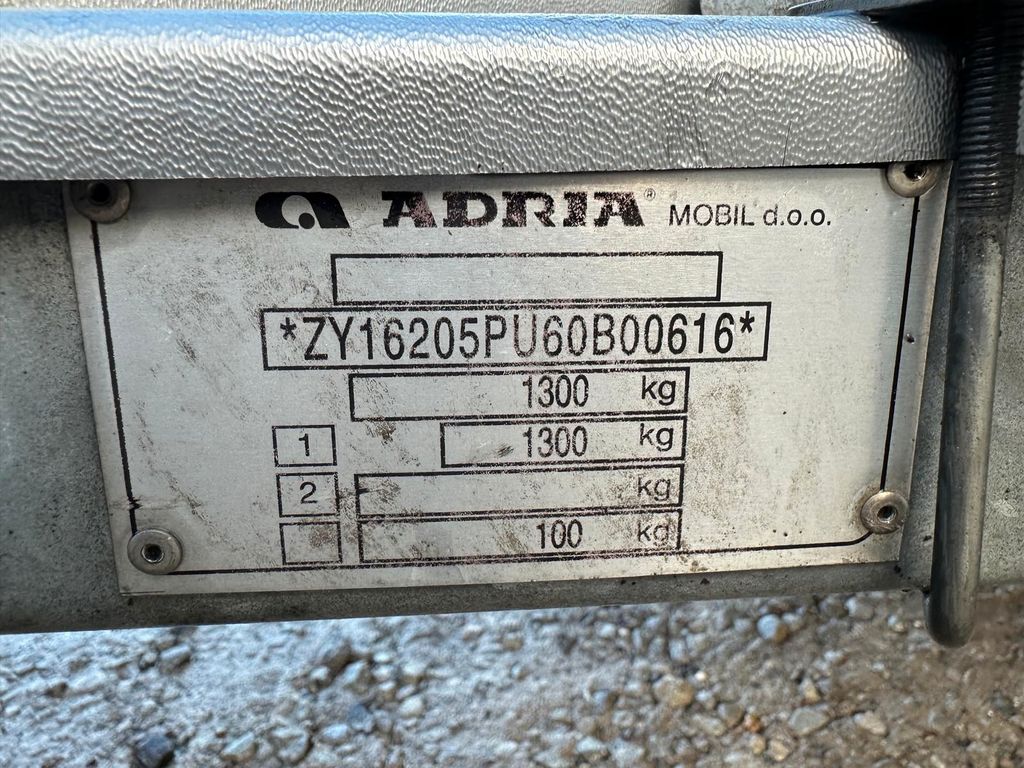 ADRIA® MOBIL d.o.o.
*ZY16205PU60B00616*
1300 kg
1 1300 kg
2 kg
100 kg